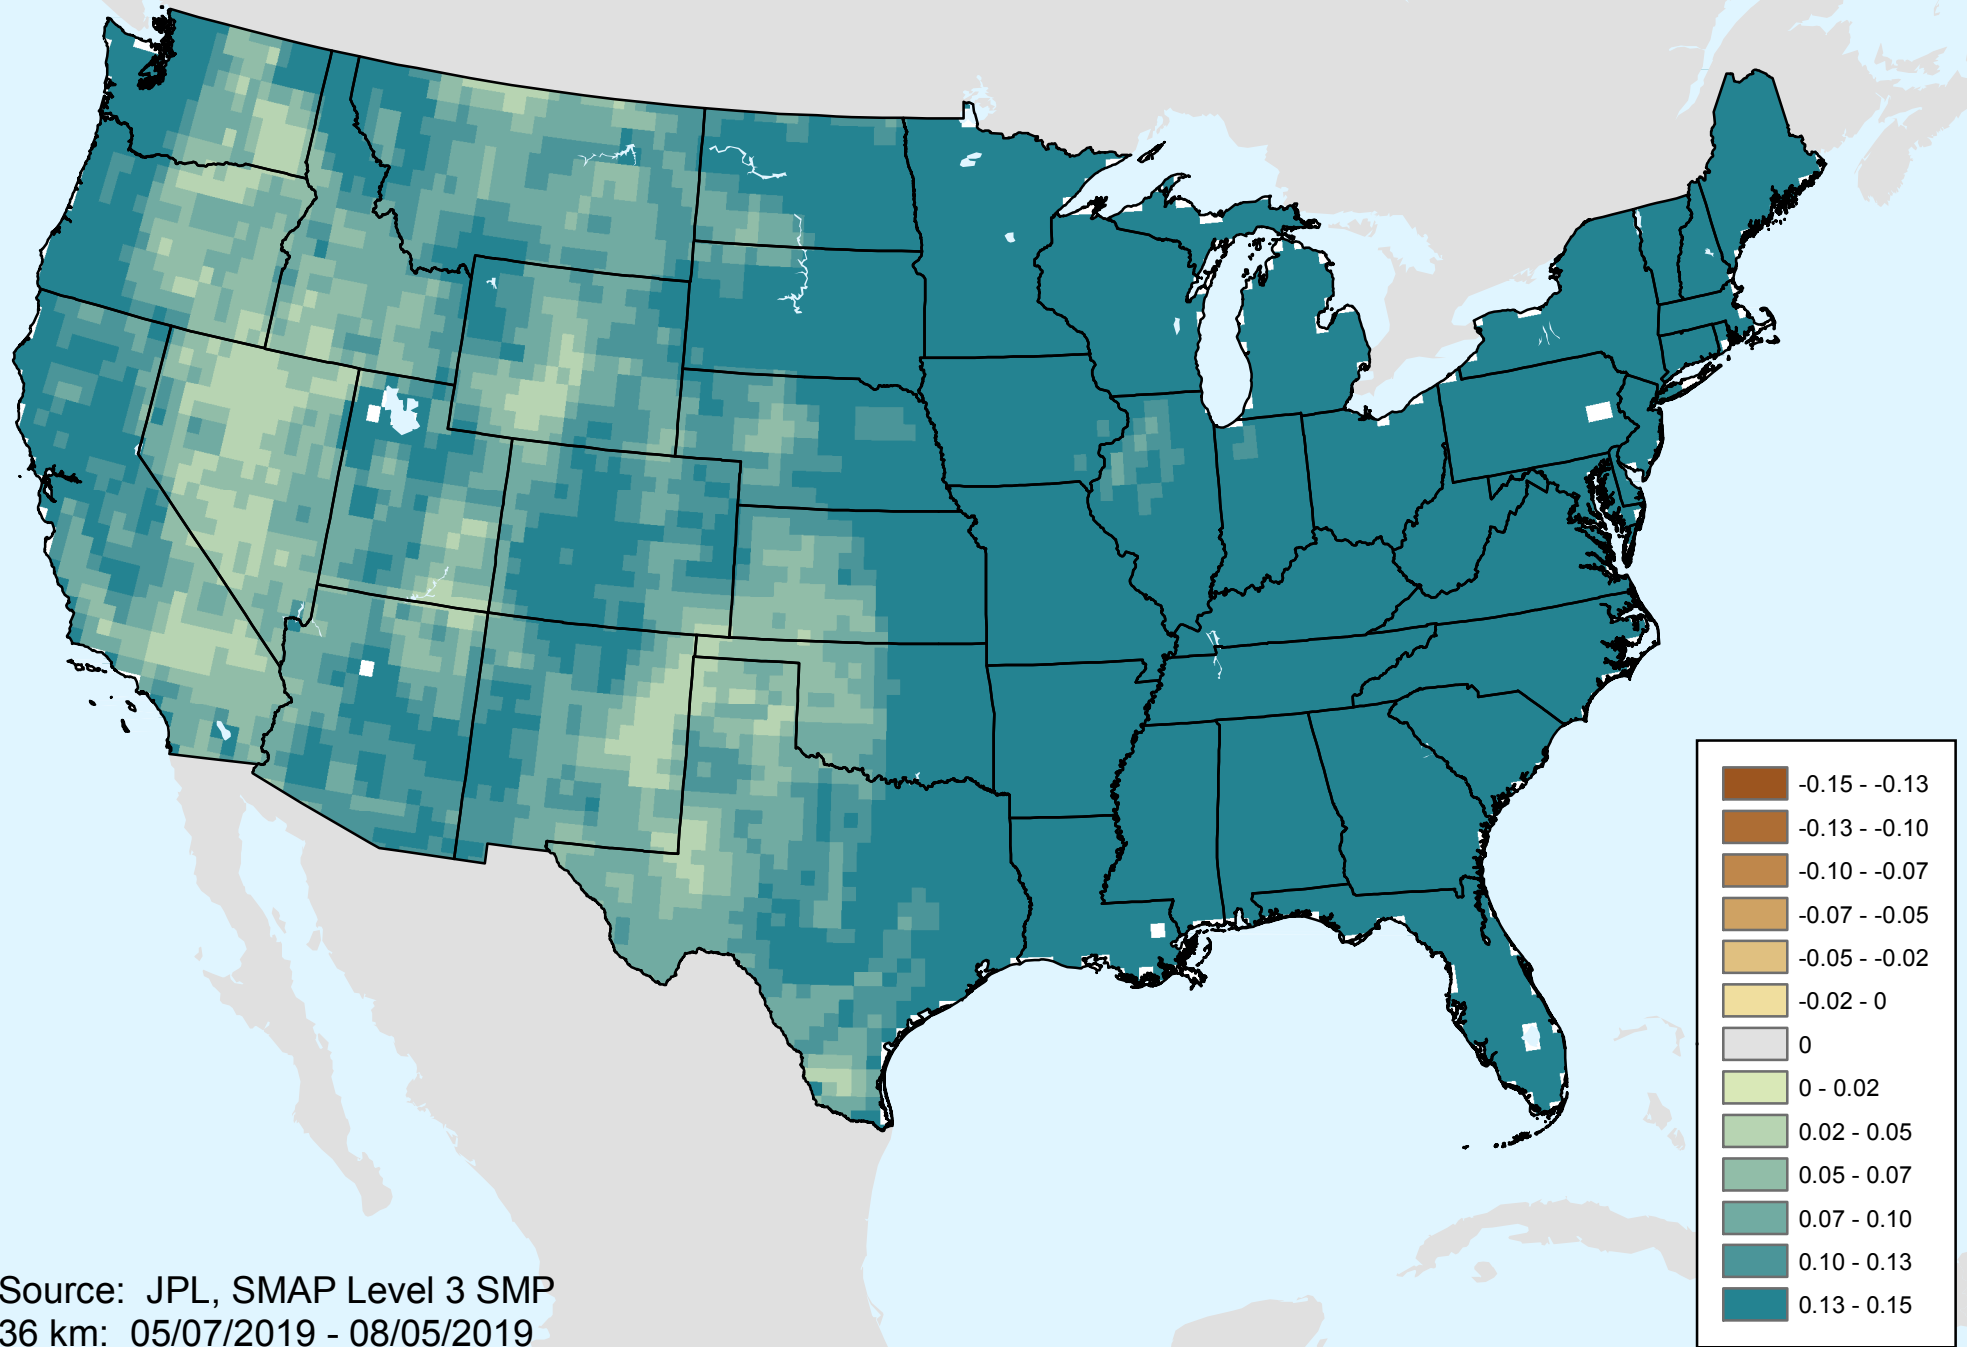 -0.15 - -0.13
-0.13 - -0.10
-0.10 - -0.07
-0.07 - -0.05
-0.05 - -0.02
-0.02 - 0
0
0 - 0.02
0.02 - 0.05
0.05 - 0.07
0.07 - 0.10
0.10 - 0.13
0.13 - 0.15
Source: JPL, SMAP Level 3 SMP
36 km: 05/07/2019 - 08/05/2019